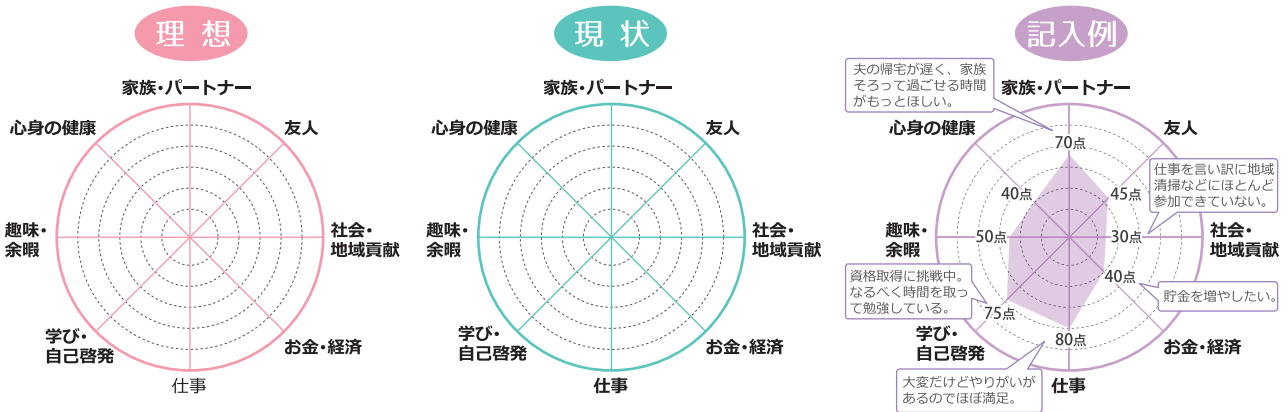 理想
家族・パートナー
心身の健康
友人
趣味・
余暇
社会・
地域貢献
学び・
自己啓発
お金・経済
仕事
現状
家族・パートナー
心身の健康
友人
趣味・
余暇
社会・
地域貢献
学び・
自己啓発
お金・経済
仕事
記入例
夫の帰宅が遅く、家族
そろって過ごせる時間
がもっとほしい。
家族・パートナー
心身の健康
友人
70点
仕事を言い訳に地域
清掃などにほとんど
参加できていない。
40点
45点
趣味・
余暇
50点
30点
社会・
地域貢献
資格取得に挑戦中。
なるべく時間を取っ
て勉強している。
40点
貯金を増やしたい。
75点
学び・
自己啓発
80点
お金・経済
大変だけどやりがいが
あるのでほぼ満足。
仕事